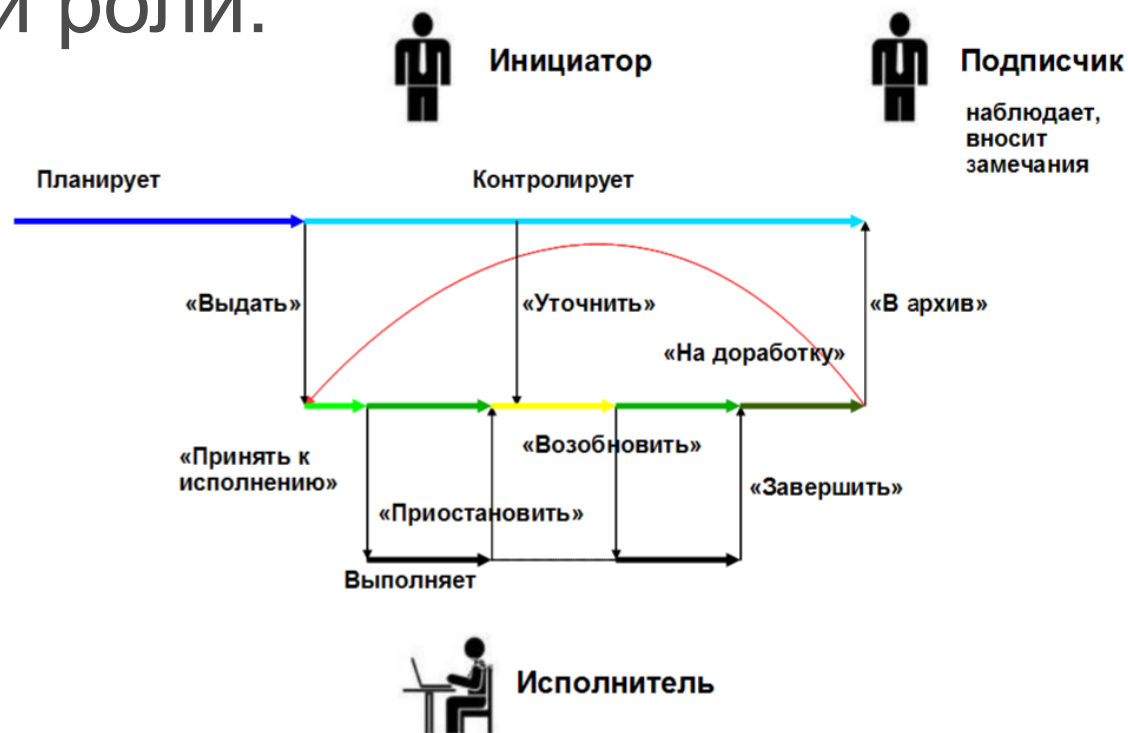 и роли.
Инициатор
Подписчик
наблюдает,
вносит
замечания
Планирует
Контролирует
«Выдать»
«Уточнить»
«В архив»
«На доработку»
«Принять к
исполнению»
«Возобновить»
«Завершить»
«Приостановить»
Выполняет
Исполнитель